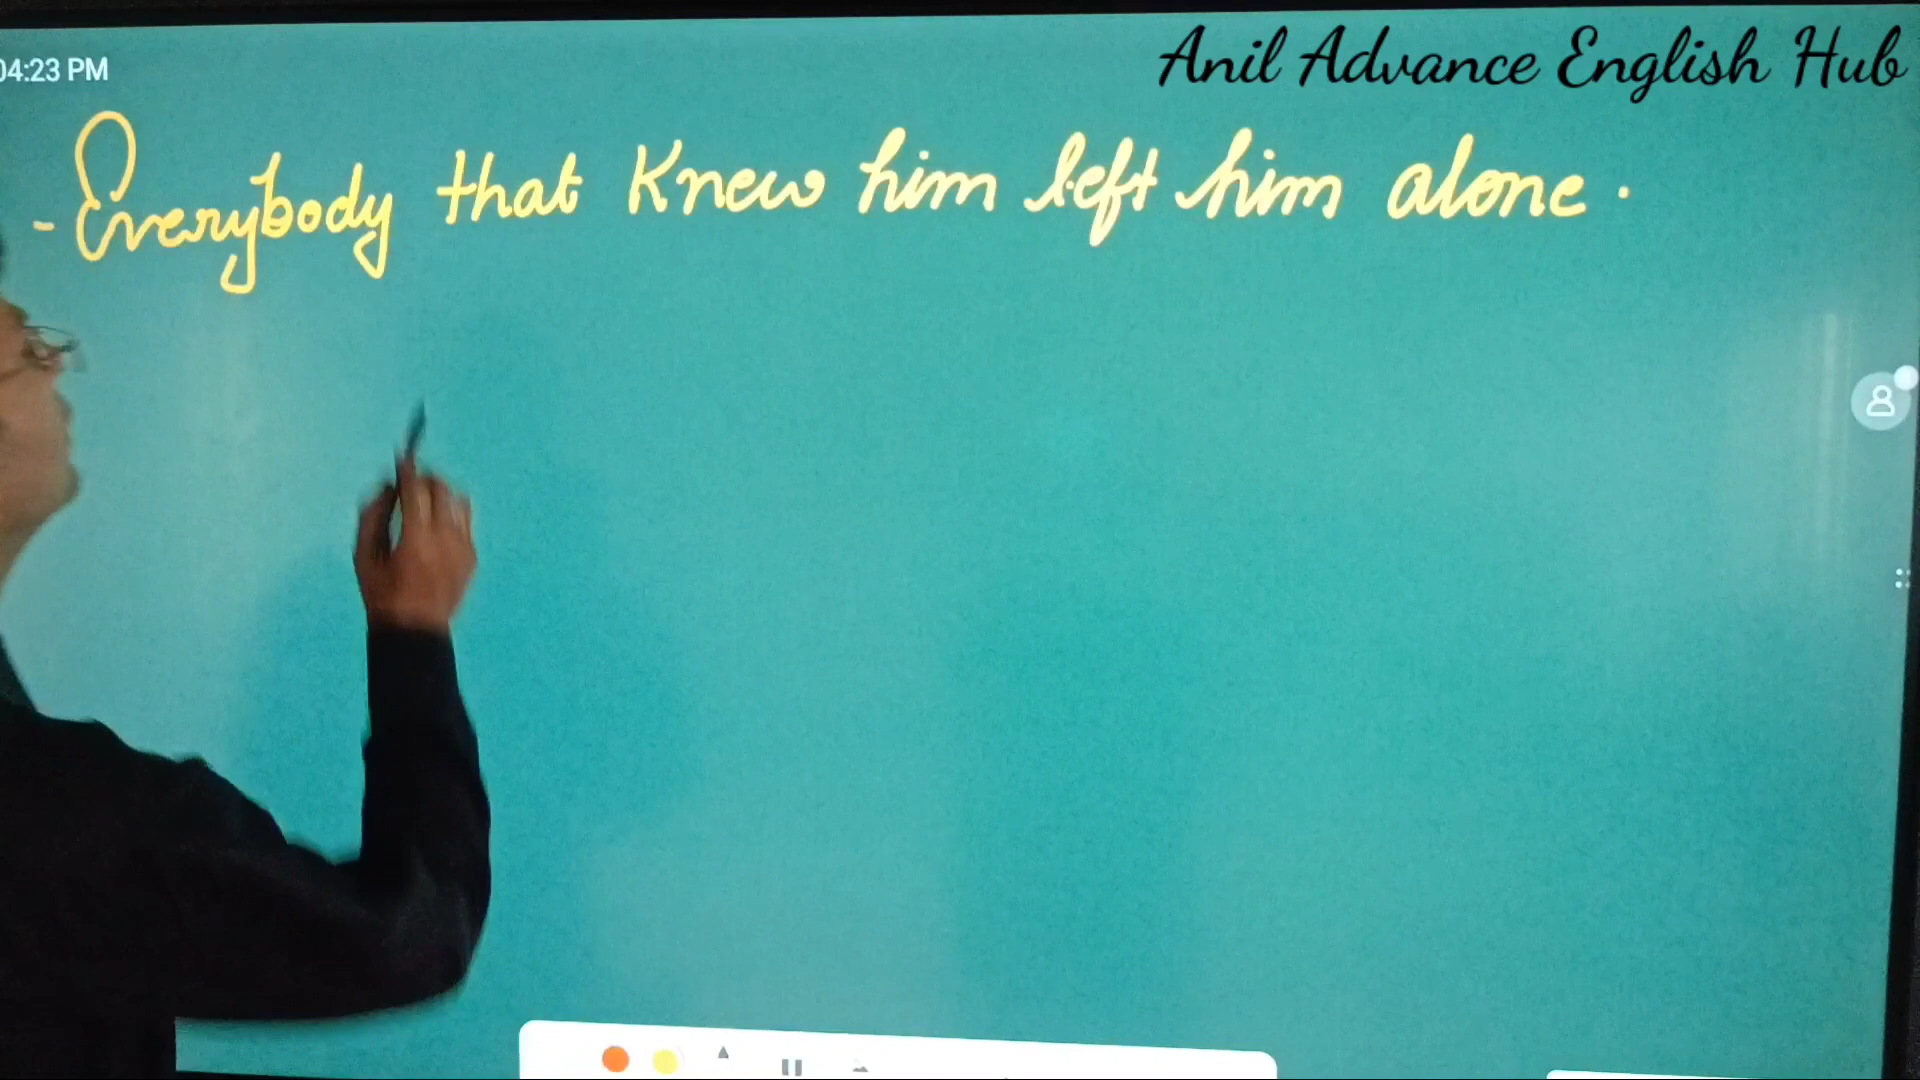 04:23 PM
Anil Advance English Hub
- Everybody that Knew him left him alone.